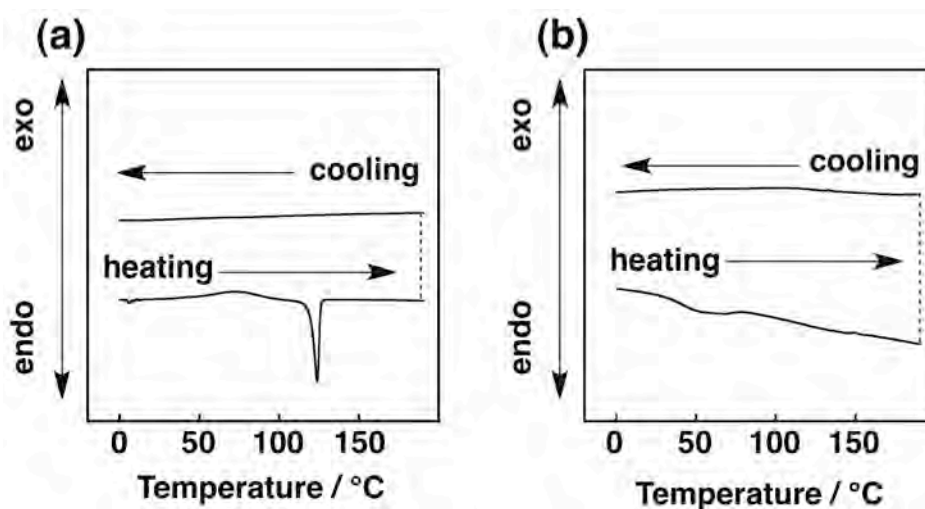 (a)
exo
endo
cooling
heating
0 50 100 150
Temperature / °C
(b)
exo
endo
cooling
heating
0 50 100 150
Temperature / °C